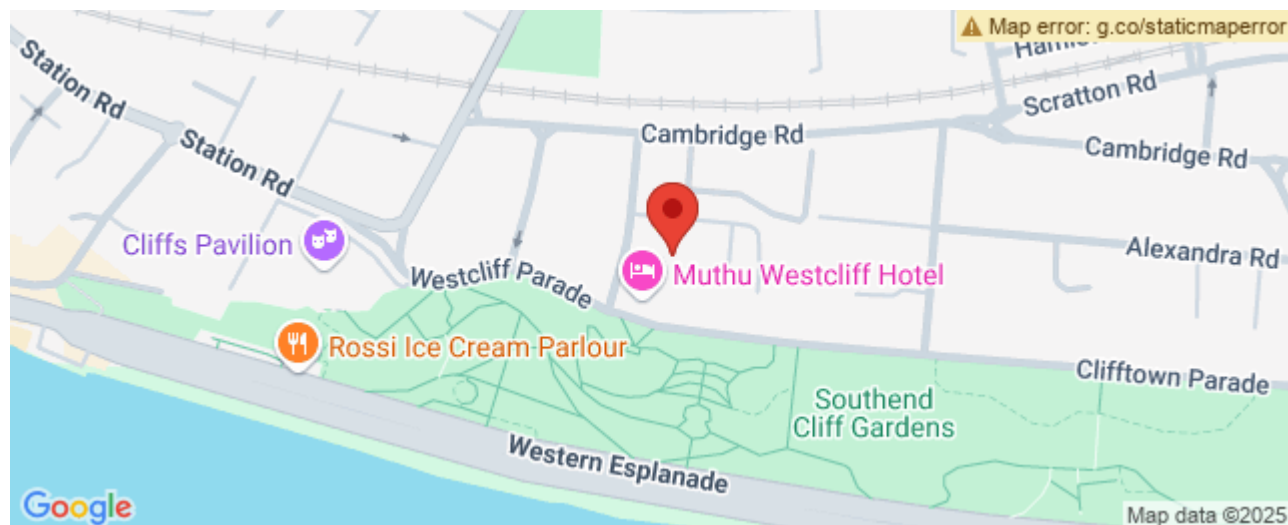 Map error: g.co/staticmaperror
Station Rd
Scratton Rd
Cambridge Rd
Cambridge Rd
Station Rd
Cliffs Pavilion
Alexandra Rd
Westcliff Parade
Muthu Westcliff Hotel
Rossi Ice Cream Parlour
Clifftown Parade
Southend
Cliff Gardens
Western Esplanade
Google
Map data ©2025